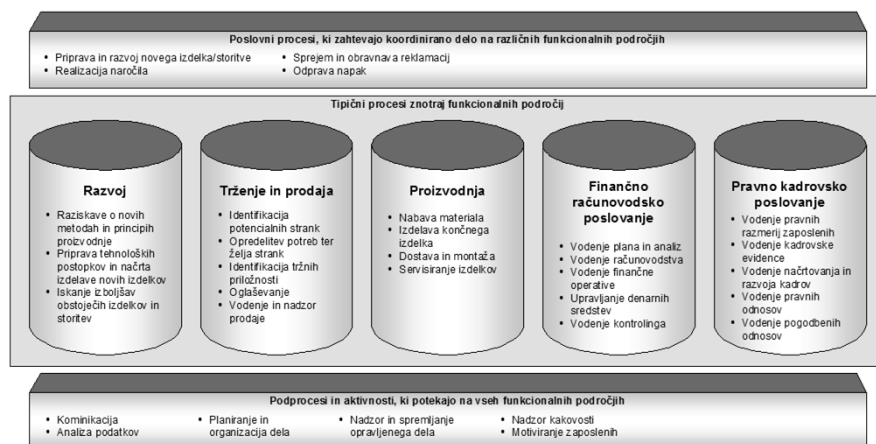 Poslovni procesi, ki zahtevajo koordinirano delo na različnih funkcionalnih področjih
• Priprava in razvoj novega izdelka/storitve
• Realizacija naročila
• Sprejem in obravnava reklamacij
• Odprava napak
Tipični procesi znotraj funkcionalnih področij
Razvoj
• Raziskave o novih
metodah in principih
proizvodnje
• Priprava tehnoloških
postopkov in načrta
izdelave novih izdelkov
• Iskanje izboljšav
obstoječih izdelkov in
storitev
Trženje in prodaja
• Identifikacija
potencialnih strank
• Opredelitev potreb ter
želja strank
• Identifikacija tržnih
priložnosti
• Oglaševanje
• Vodenje in nadzor
prodaje
Proizvodnja
• Nabava materiala
• Izdelava končnega
izdelka
• Dostava in montaža
• Servisiranje izdelkov
Finančno
računovodsko
poslovanje
• Vodenje plana in analiz
• Vodenje računovodstva
• Vodenje finančne
operative
• Upravljanje denarnih
sredstev
• Vodenje kontrolinga
Pravno kadrovsko
poslovanje
• Vodenje pravnih
razmerij zaposlenih
• Vodenje kadrovske
evidence
• Vodenje načrtovanja in
razvoja kadrov
• Vodenje pravnih
odnosov
• Vodenje pogodbenih
odnosov
Podprocesi in aktivnosti, ki potekajo na vseh funkcionalnih področjih
• Kominikacija
• Analiza podatkov
• Planiranje in
organizacija dela
• Nadzor in spremljanje
opravljenega dela
• Nadzor kakovosti
• Motiviranje zaposlenih